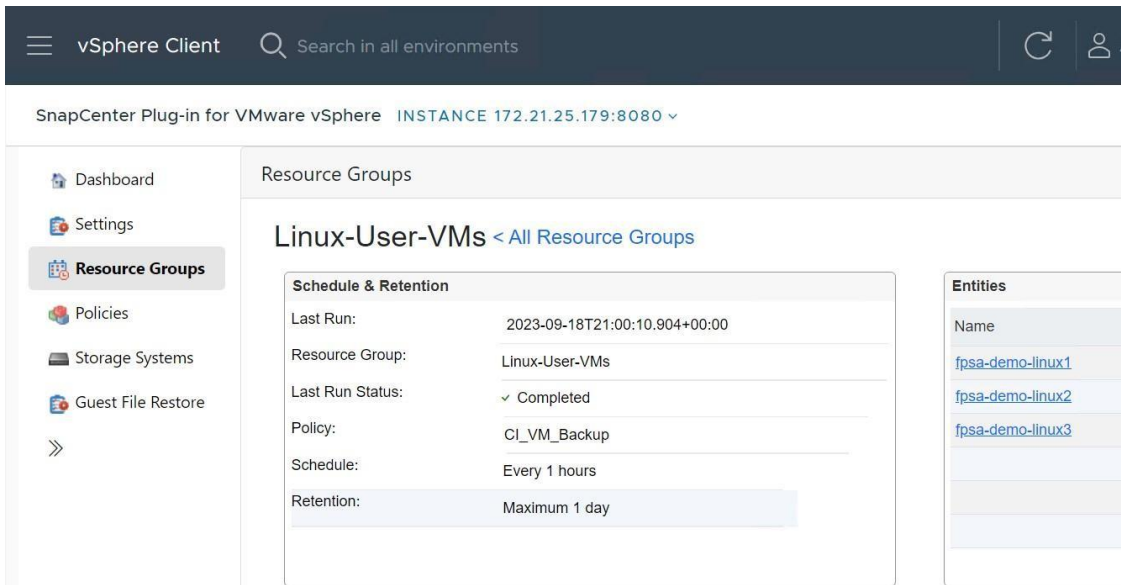 vSphere Client
Search in all environments
SnapCenter Plug-in for VMware vSphere INSTANCE 172.21.25.179:8080
Dashboard
Settings
Resource Groups
Policies
Storage Systems
Guest File Restore
Resource Groups
Linux-User-VMs < All Resource Groups
Schedule & Retention
Last Run: 2023-09-18T21:00:10.904+00:00
Resource Group: Linux-User-VMs
Last Run Status: Completed
Policy: CI_VM_Backup
Schedule: Every 1 hours
Retention: Maximum 1 day
Entities
Name
fpsa-demo-linux1
fpsa-demo-linux2
fpsa-demo-linux3